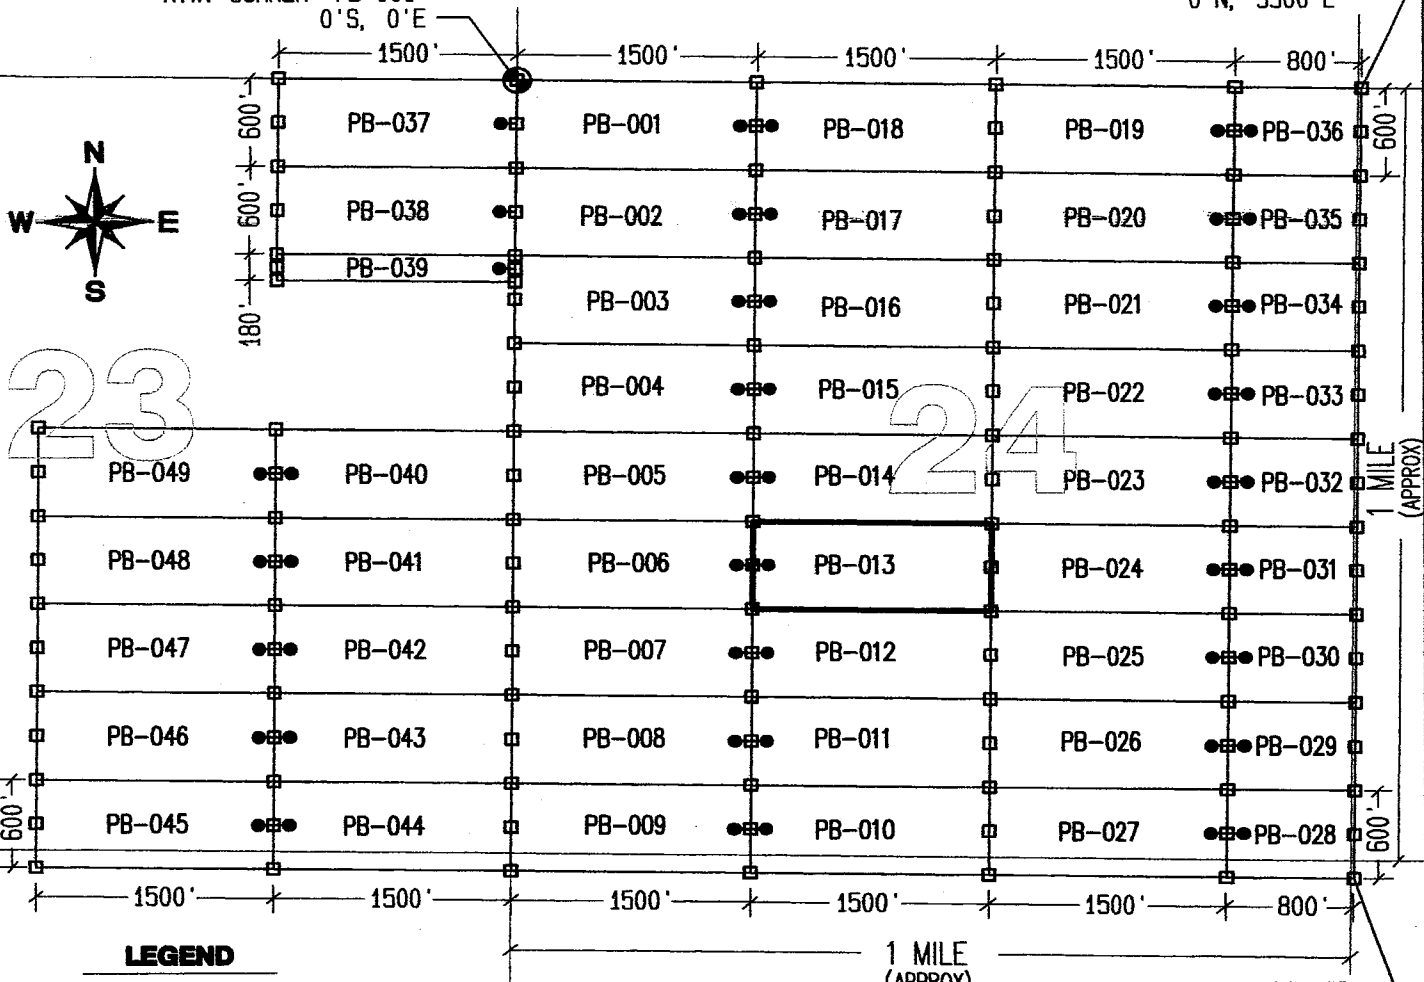 0'S, 0'E
1500' 1500' 1500' 1500' 800'
600' PB-037 PB-001 PB-018 PB-019 PB-036 600'
N
W E
S
600' PB-038 PB-002 PB-017 PB-020 PB-035
PB-039
180' PB-003 PB-016 PB-021 PB-034
23 PB-004 PB-015 24 PB-022 PB-033
PB-049 PB-040 PB-005 PB-014 PB-023 PB-032
1 MILE
(APPROX)
PB-048 PB-041 PB-006 PB-013 PB-024 PB-031
PB-047 PB-042 PB-007 PB-012 PB-025 PB-030
PB-046 PB-043 PB-008 PB-011 PB-026 PB-029
600' PB-045 PB-044 PB-009 PB-010 PB-027 PB-028 600'
1500' 1500' 1500' 1500' 1500' 800'
LEGEND
1 MILE
(APPROX)